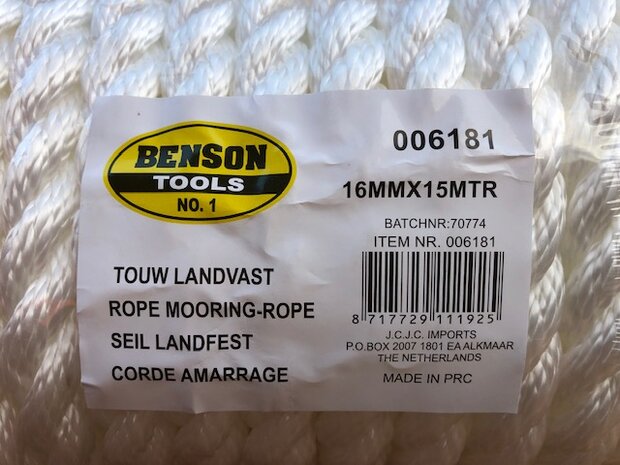 BENSON
TOOLS
NO. 1
006181
16MMX15MTR
BATCHNR:70774
ITEM NR. 006181
8 717729 111925
J.C.J.C. IMPORTS
P.O.BOX 2007 1801 EA ALKMAAR
THE NETHERLANDS
MADE IN PRC
TOUW LANDVAST
ROPE MOORING-ROPE
SEIL LANDFEST
CORDE AMARRAGE